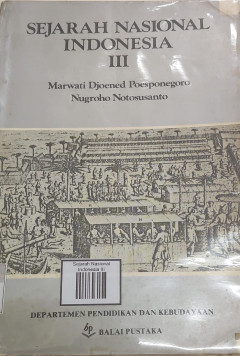 SEJARAH NASIONAL
INDONESIA
III
Marwati Djoened Poesponegoro
Nugroho Notosusanto
Sejarah Nasional
Indonesia III
DEPARTEMEN PENDIDIKAN DAN KEBUDAYAAN
bp
BALAI PUSTAKA